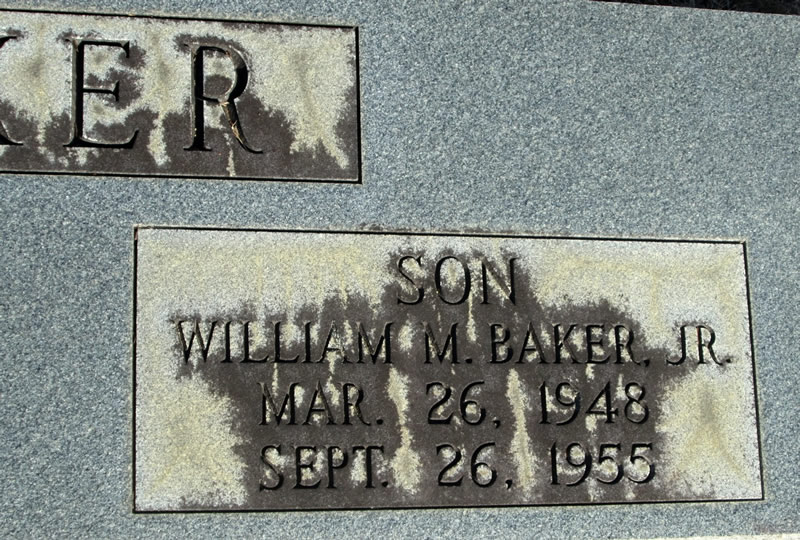 KER
SON
WILLIAM M. BAKER, JR.
MAR. 26, 1948
SEPT. 26, 1955